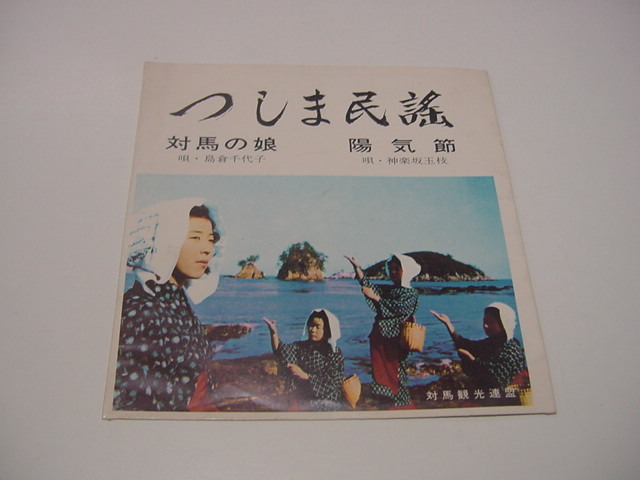 つしま民謡
対馬の娘
唄・島倉千代子
陽気節
唄・神楽坂玉枝
対馬観光連盟